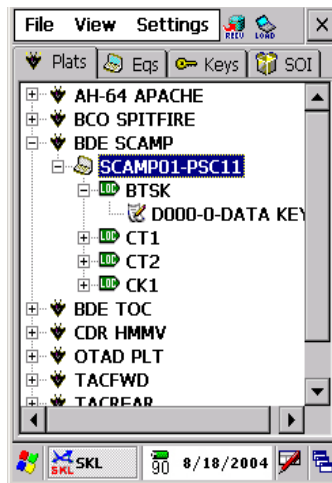 File View Settings RECV LOAD X
Plats Eqs Keys SOI
AH-64 APACHE
BCO SPITFIRE
BDE SCAMP
SCAMP01-PSC11
LOC BTSK
D000-0-DATA KEY
LOC CT1
LOC CT2
LOC CK1
BDE TOC
CDR HMMV
OTAD PLT
TACFWD
TACREAR
SKL SKL 90 8/18/2004